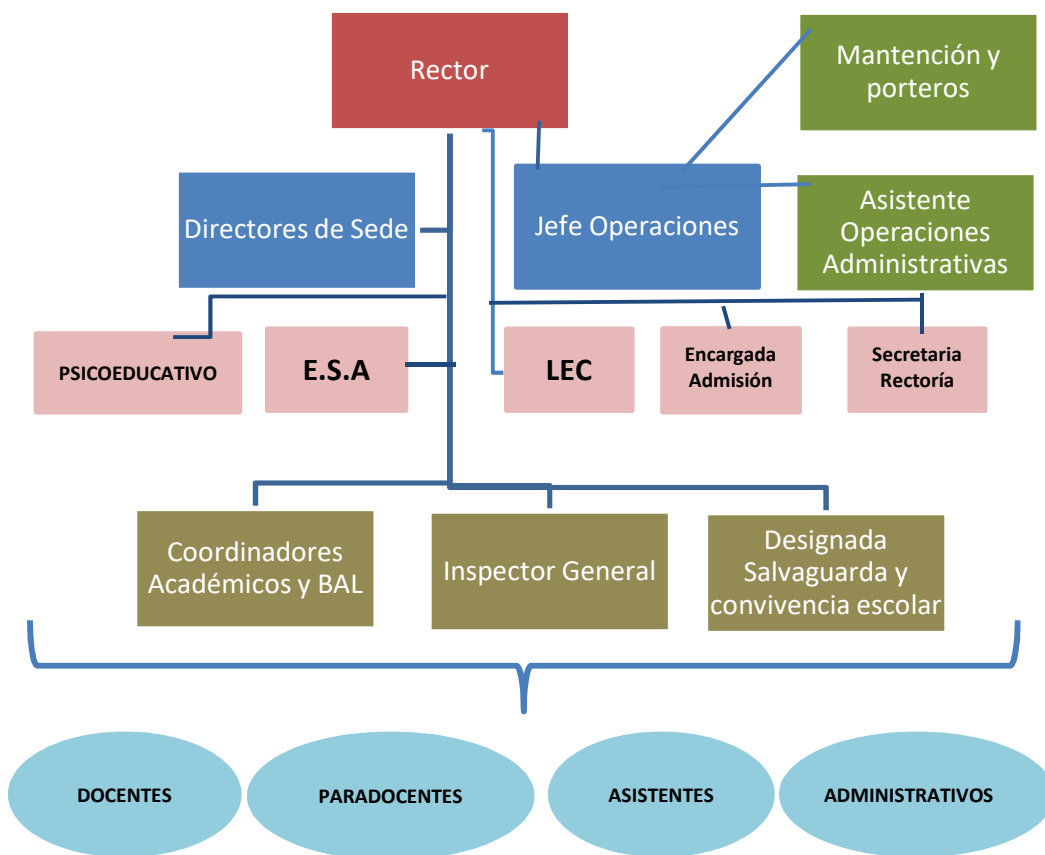 Rector
Mantención y
porteros
Directores de Sede
Jefe Operaciones
Asistente
Operaciones
Administrativas
PSICOEDUCATIVO
E.S.A
LEC
Encargada
Admisión
Secretaria
Rectoría
Coordinadores
Académicos y BAL
Inspector General
Designada
Salvaguarda y
convivencia escolar
DOCENTES
PARADOCENTES
ASISTENTES
ADMINISTRATIVOS